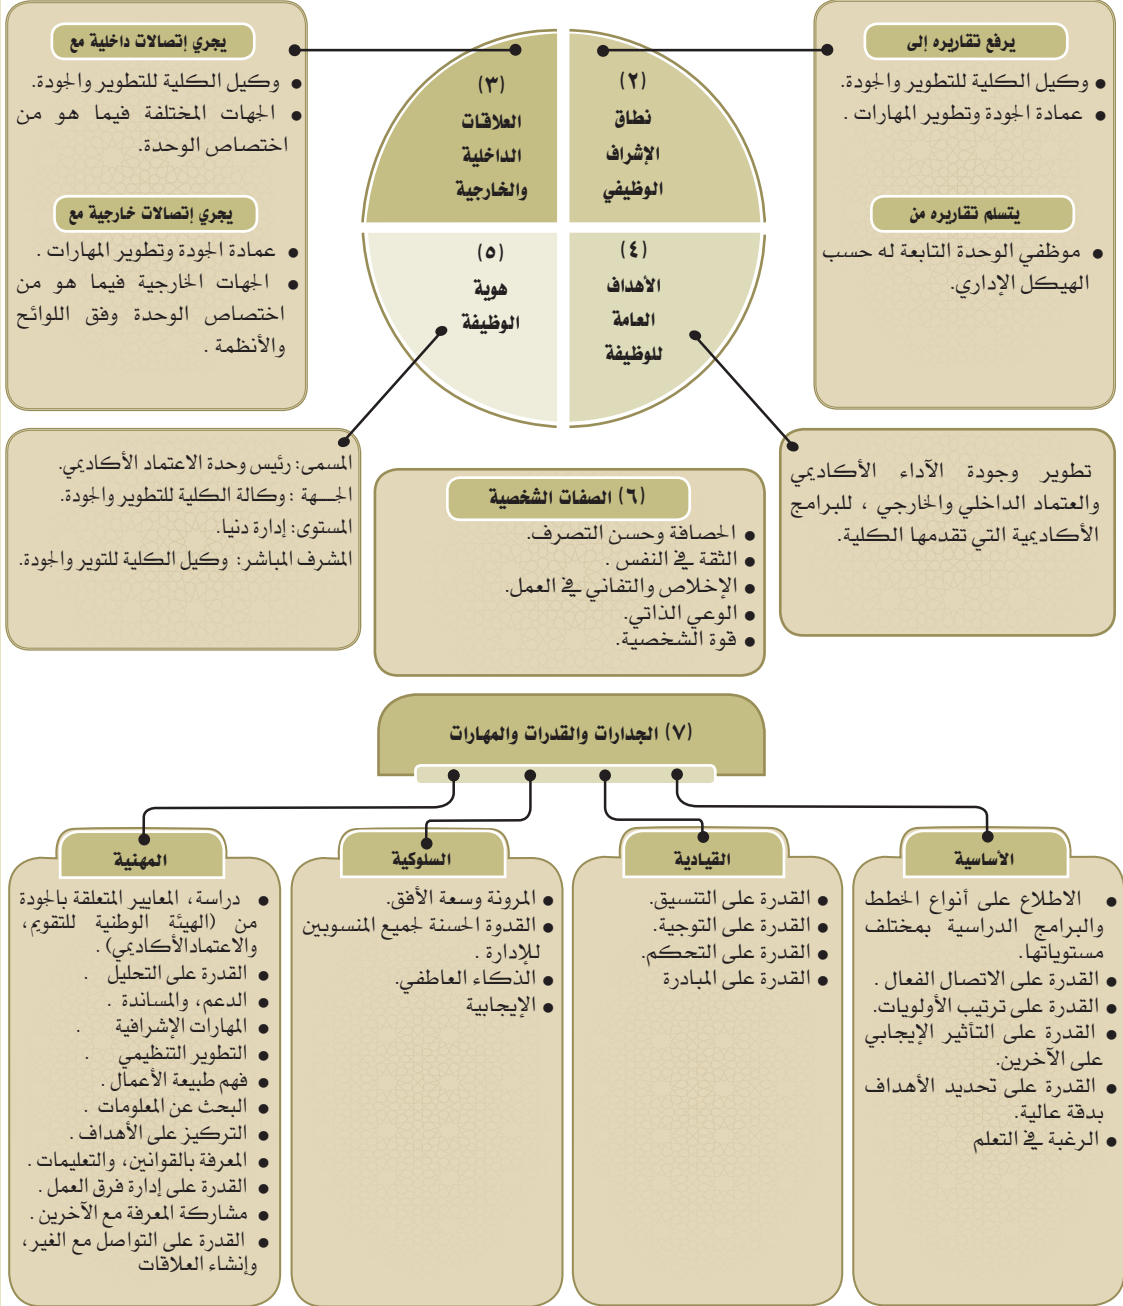 يرفع تقاريره إلى
وكيل الكلية للتطوير والجودة.
عمادة الجودة وتطوير المهارات .
يتسلم تقاريره من
موظفي الوحدة التابعة له حسب
الهيكل الإداري.
(٢)
نطاق
الإشراف
الوظيفي
(٣)
العلاقات
الداخلية
والخارجية
يجري إتصالات داخلية مع
وكيل الكلية للتطوير والجودة.
الجهات المختلفة فيما هو من
اختصاص الوحدة.
يجري إتصالات خارجية مع
عمادة الجودة وتطوير المهارات .
الجهات الخارجية فيما هو من
اختصاص الوحدة وفق اللوائح
والأنظمة .
(٤)
الأهداف
العامة
للوظيفة
(٥)
هوية
الوظيفة
تطوير وجودة الآداء الأكاديمي
والعتماد الداخلي والخارجي ، للبرامج
الأكاديمية التي تقدمها الكلية.
المسمى: رئيس وحدة الاعتماد الأكاديمي.
الجـــهة : وكالة الكلية للتطوير والجودة.
المستوى: إدارة دنيا.
المشرف المباشر: وكيل الكلية للتوير والجودة.
(٦) الصفات الشخصية
الحصافة وحسن التصرف.
الثقة في النفس .
الإخلاص والتفاني في العمل.
الوعي الذاتي.
قوة الشخصية.
(٧) الجدارات والقدرات والمهارات
الأساسية
الاطلاع على أنواع الخطط
والبرامج الدراسية بمختلف
مستوياتها.
القدرة على الاتصال الفعال .
القدرة على ترتيب الأولويات.
القدرة على التأثير الإيجابي
على الآخرين.
القدرة على تحديد الأهداف
بدقة عالية.
الرغبة في التعلم
القيادية
القدرة على التنسيق.
القدرة على التوجية.
القدرة على التحكم.
القدرة على المبادرة
السلوكية
المرونة وسعة الأفق.
القدوة الحسنة لجميع المنسوبين
للإدارة .
الذكاء العاطفي.
الإيجابية
المهنية
دراسة، المعايير المتعلقة بالجودة
من (الهيئة الوطنية للتقويم،
والاعتمادالأكاديمي) .
القدرة على التحليل .
الدعم، والمساندة .
المهارات الإشرافية .
التطوير التنظيمي .
فهم طبيعة الأعمال .
البحث عن المعلومات .
التركيز على الأهداف .
المعرفة بالقوانين، والتعليمات .
القدرة على إدارة فرق العمل .
مشاركة المعرفة مع الآخرين .
القدرة على التواصل مع الغير،
وإنشاء العلاقات